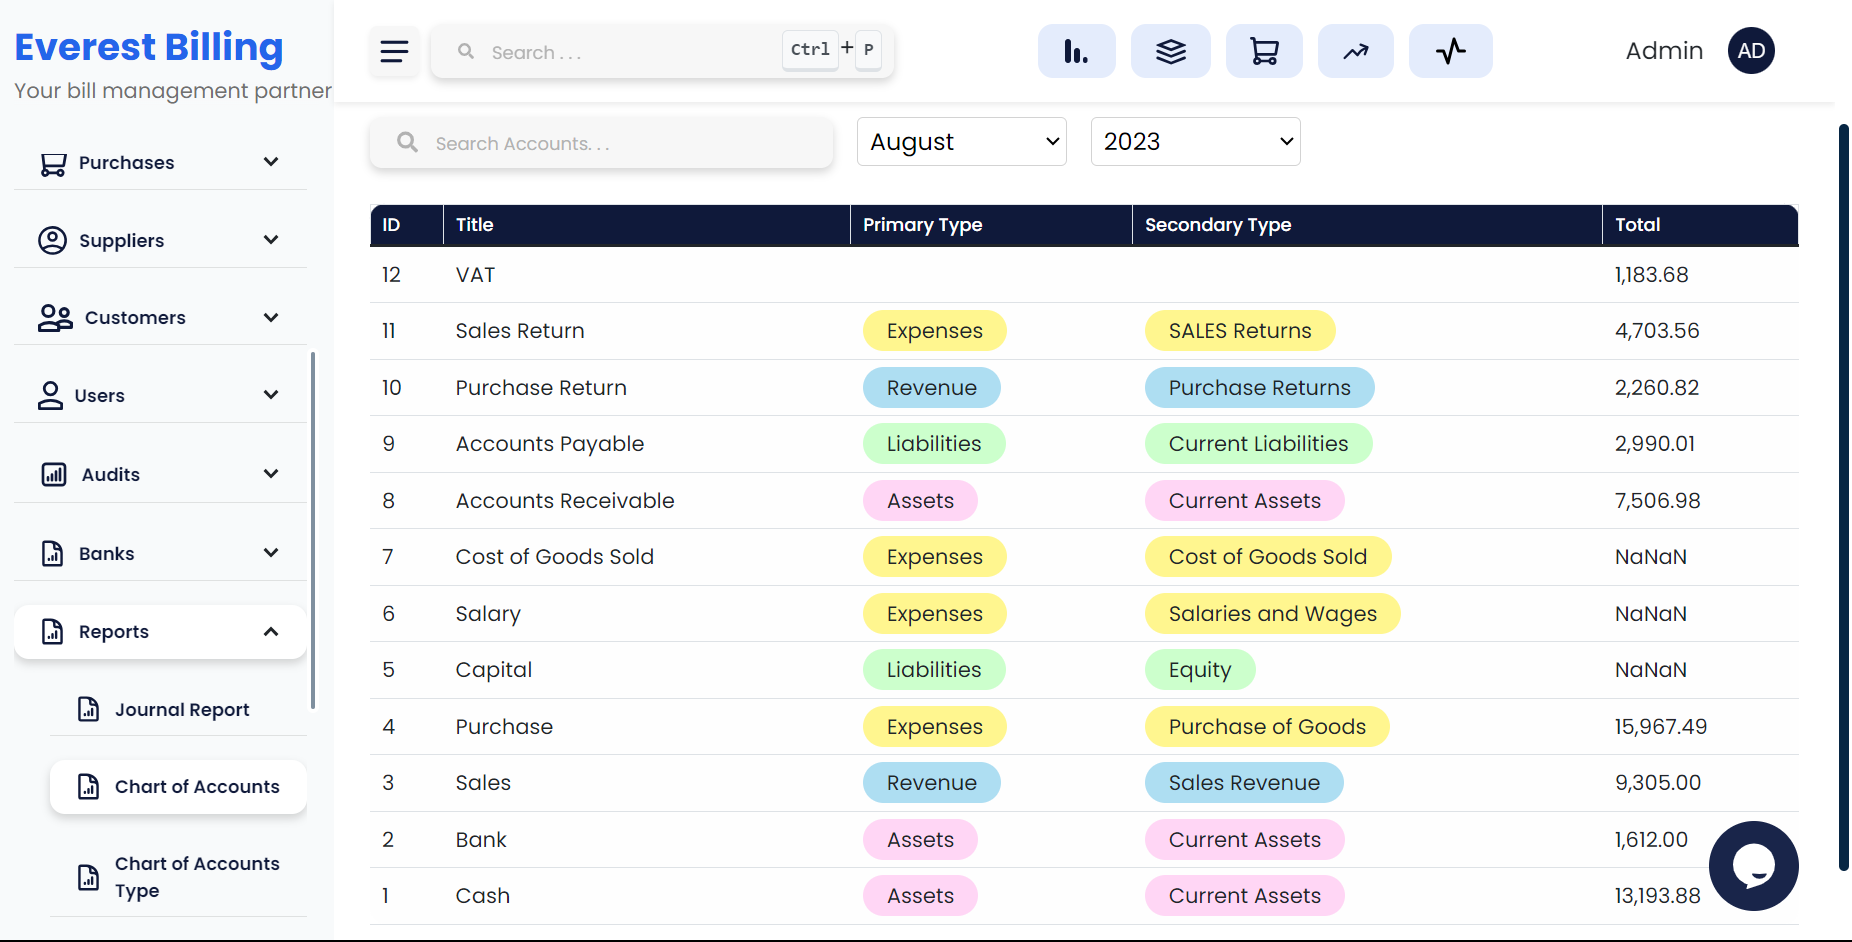 Everest Billing
Your bill management partner
Search . . .
Ctrl + P
Admin AD
Purchases
Suppliers
Customers
Users
Audits
Banks
Reports
Journal Report
Chart of Accounts
Chart of Accounts
Type
Search Accounts. . .
August
2023
ID Title Primary Type Secondary Type Total
12 VAT 1,183.68
11 Sales Return Expenses SALES Returns 4,703.56
10 Purchase Return Revenue Purchase Returns 2,260.82
9 Accounts Payable Liabilities Current Liabilities 2,990.01
8 Accounts Receivable Assets Current Assets 7,506.98
7 Cost of Goods Sold Expenses Cost of Goods Sold NaNaN
6 Salary Expenses Salaries and Wages NaNaN
5 Capital Liabilities Equity NaNaN
4 Purchase Expenses Purchase of Goods 15,967.49
3 Sales Revenue Sales Revenue 9,305.00
2 Bank Assets Current Assets 1,612.00
1 Cash Assets Current Assets 13,193.88